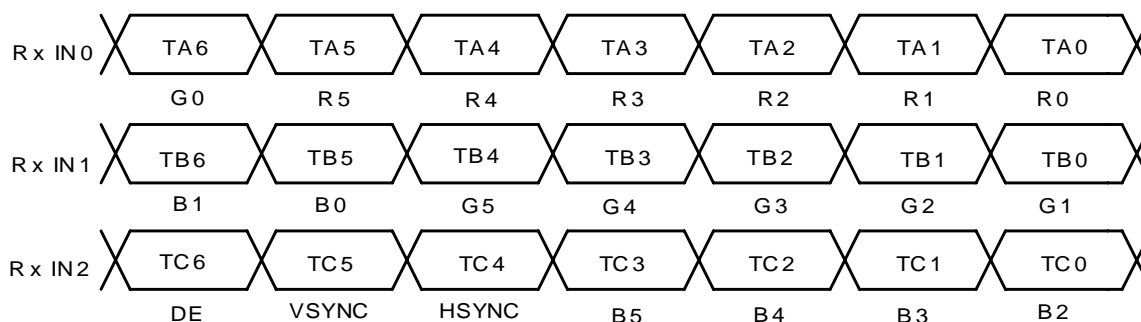 Rx IN0 TA6 TA5 TA4 TA3 TA2 TA1 TA0
G0 R5 R4 R3 R2 R1 R0
Rx IN1 TB6 TB5 TB4 TB3 TB2 TB1 TB0
B1 B0 G5 G4 G3 G2 G1
Rx IN2 TC6 TC5 TC4 TC3 TC2 TC1 TC0
DE VSYNC HSYNC B5 B4 B3 B2